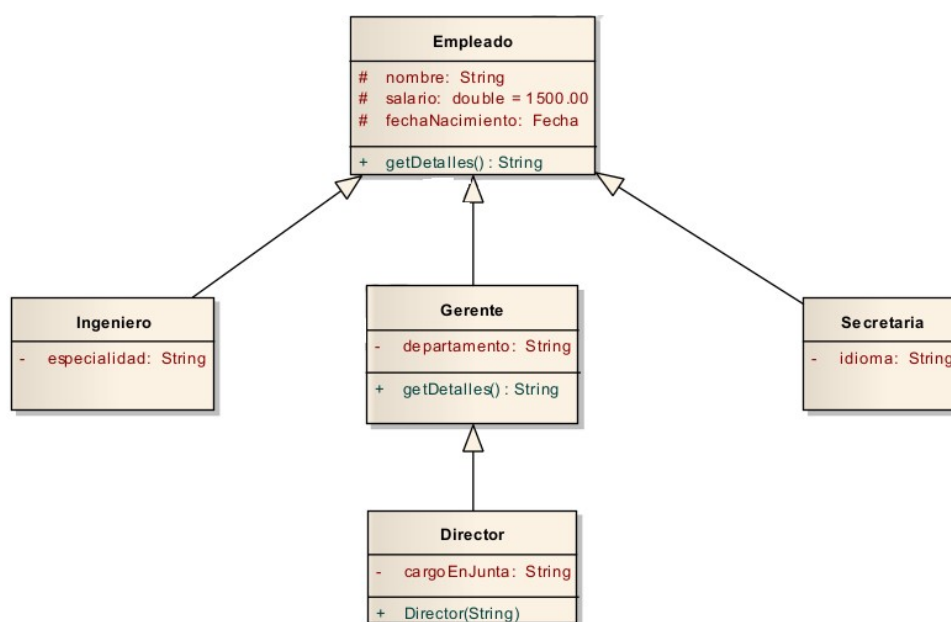 Empleado
# nombre: String
# salario: double = 1500.00
# fechaNacimiento: Fecha
+ getDetalles() : String
Ingeniero
- especialidad: String
Gerente
- departamento: String
+ getDetalles() : String
Secretaria
- idioma: String
Director
- cargoEnJunta: String
+ Director(String)